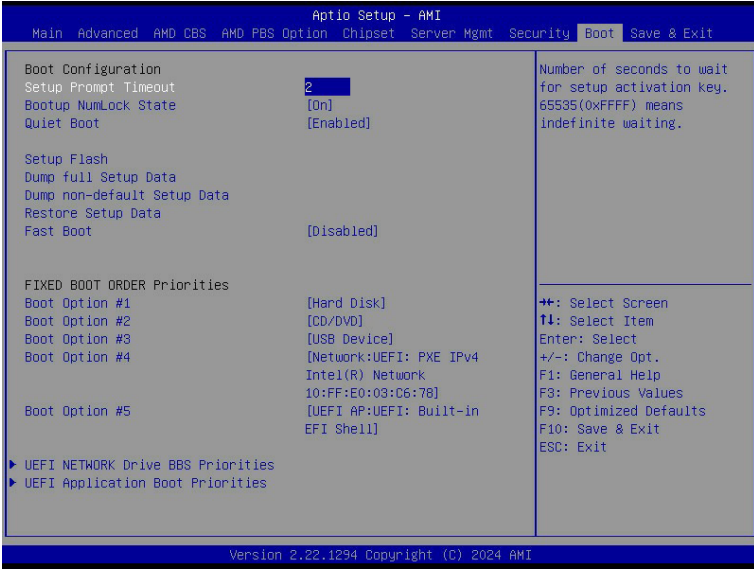 Aptio Setup - AMI
Main Advanced AMD CBS AMD PBS Option Chipset Server Mgmt Security Boot Save & Exit
Boot Configuration
Setup Prompt Timeout 2
Bootup NumLock State [On]
Quiet Boot [Enabled]
Setup Flash
Dump full Setup Data
Dump non-default Setup Data
Restore Setup Data
Fast Boot [Disabled]
FIXED BOOT ORDER Priorities
Boot Option #1 [Hard Disk]
Boot Option #2 [CD/DVD]
Boot Option #3 [USB Device]
Boot Option #4 [Network:UEFI: PXE IPv4
Intel(R) Network
10:FF:E0:03:C6:78]
Boot Option #5 [UEFI AP:UEFI: Built-in
EFI Shell]
UEFI NETWORK Drive BBS Priorities
UEFI Application Boot Priorities
Number of seconds to wait
for setup activation key.
65535(0xFFFF) means
indefinite waiting.
→←: Select Screen
↑↓: Select Item
Enter: Select
+/-: Change Opt.
F1: General Help
F3: Previous Values
F9: Optimized Defaults
F10: Save & Exit
ESC: Exit
Version 2.22.1294 Copyright (C) 2024 AMI